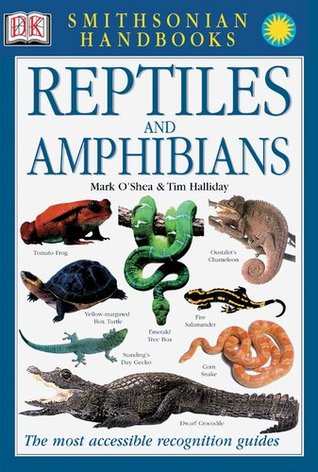 DK
SMITHSONIAN
HANDBOOKS
REPTILES
AND
AMPHIBIANS
Mark O'Shea & Tim Halliday
Tomato Frog
Oustalet's
Chameleon
Yellow-margined
Box Turtle
Emerald
Tree Boa
Fire
Salamander
Standing's
Day Gecko
Corn
Snake
Dwarf Crocodile
The most accessible recognition guides